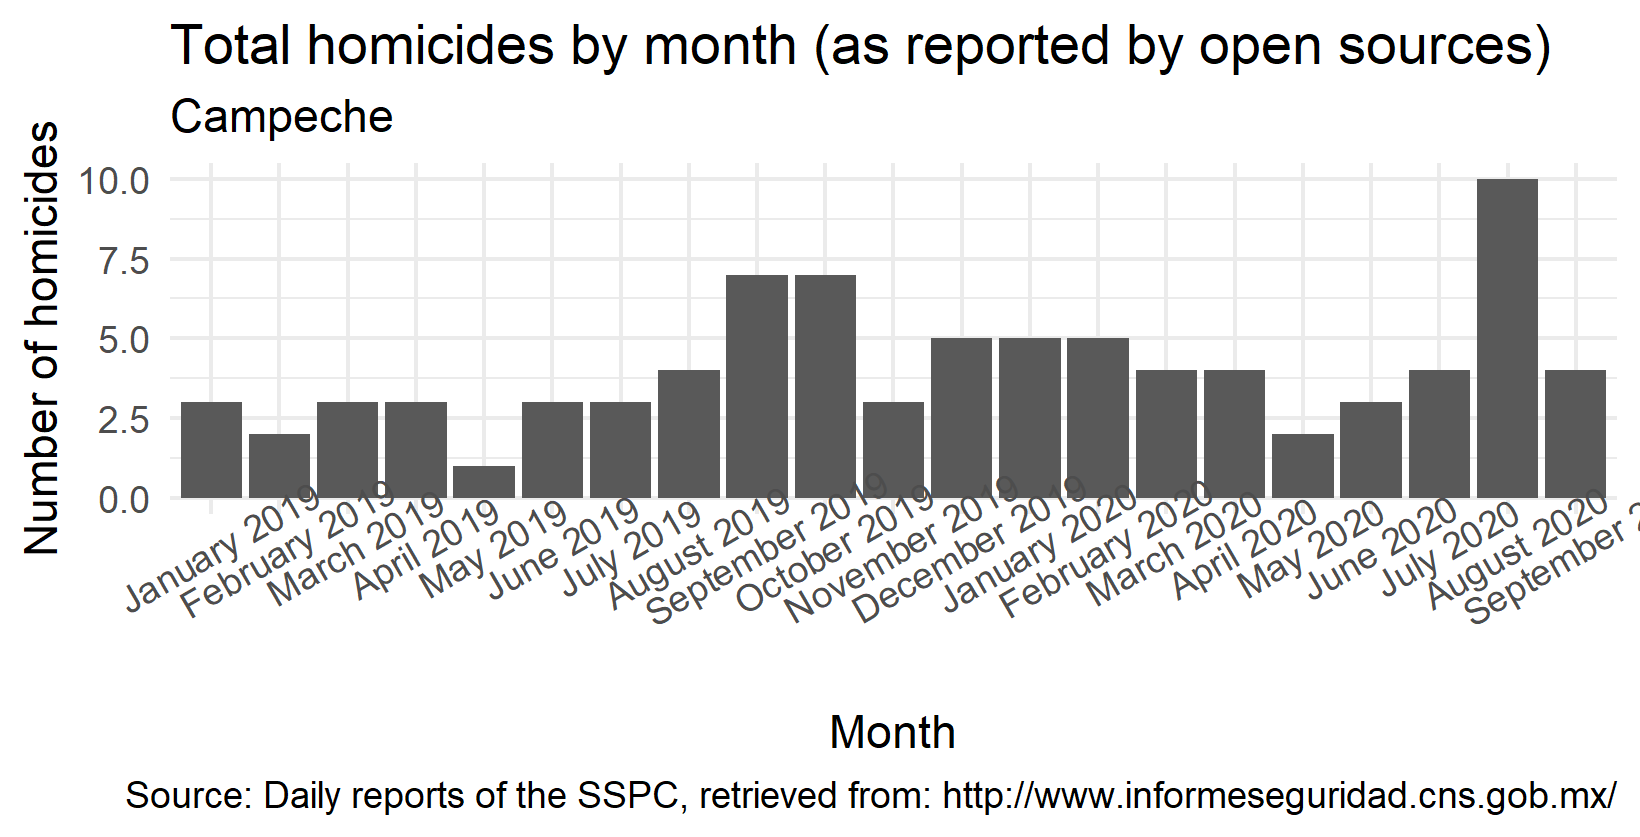 Total homicides by month (as reported by open sources)
Campeche
Number of homicides
10.0
7.5
5.0
2.5
0.0
January 2019
February 2019
March 2019
April 2019
May 2019
June 2019
July 2019
August 2019
September 2019
October 2019
November 2019
December 2019
January 2020
February 2020
March 2020
April 2020
May 2020
June 2020
July 2020
August 2020
September 2
Month
Source: Daily reports of the SSPC, retrieved from: http://www.informeseguridad.cns.gob.mx/